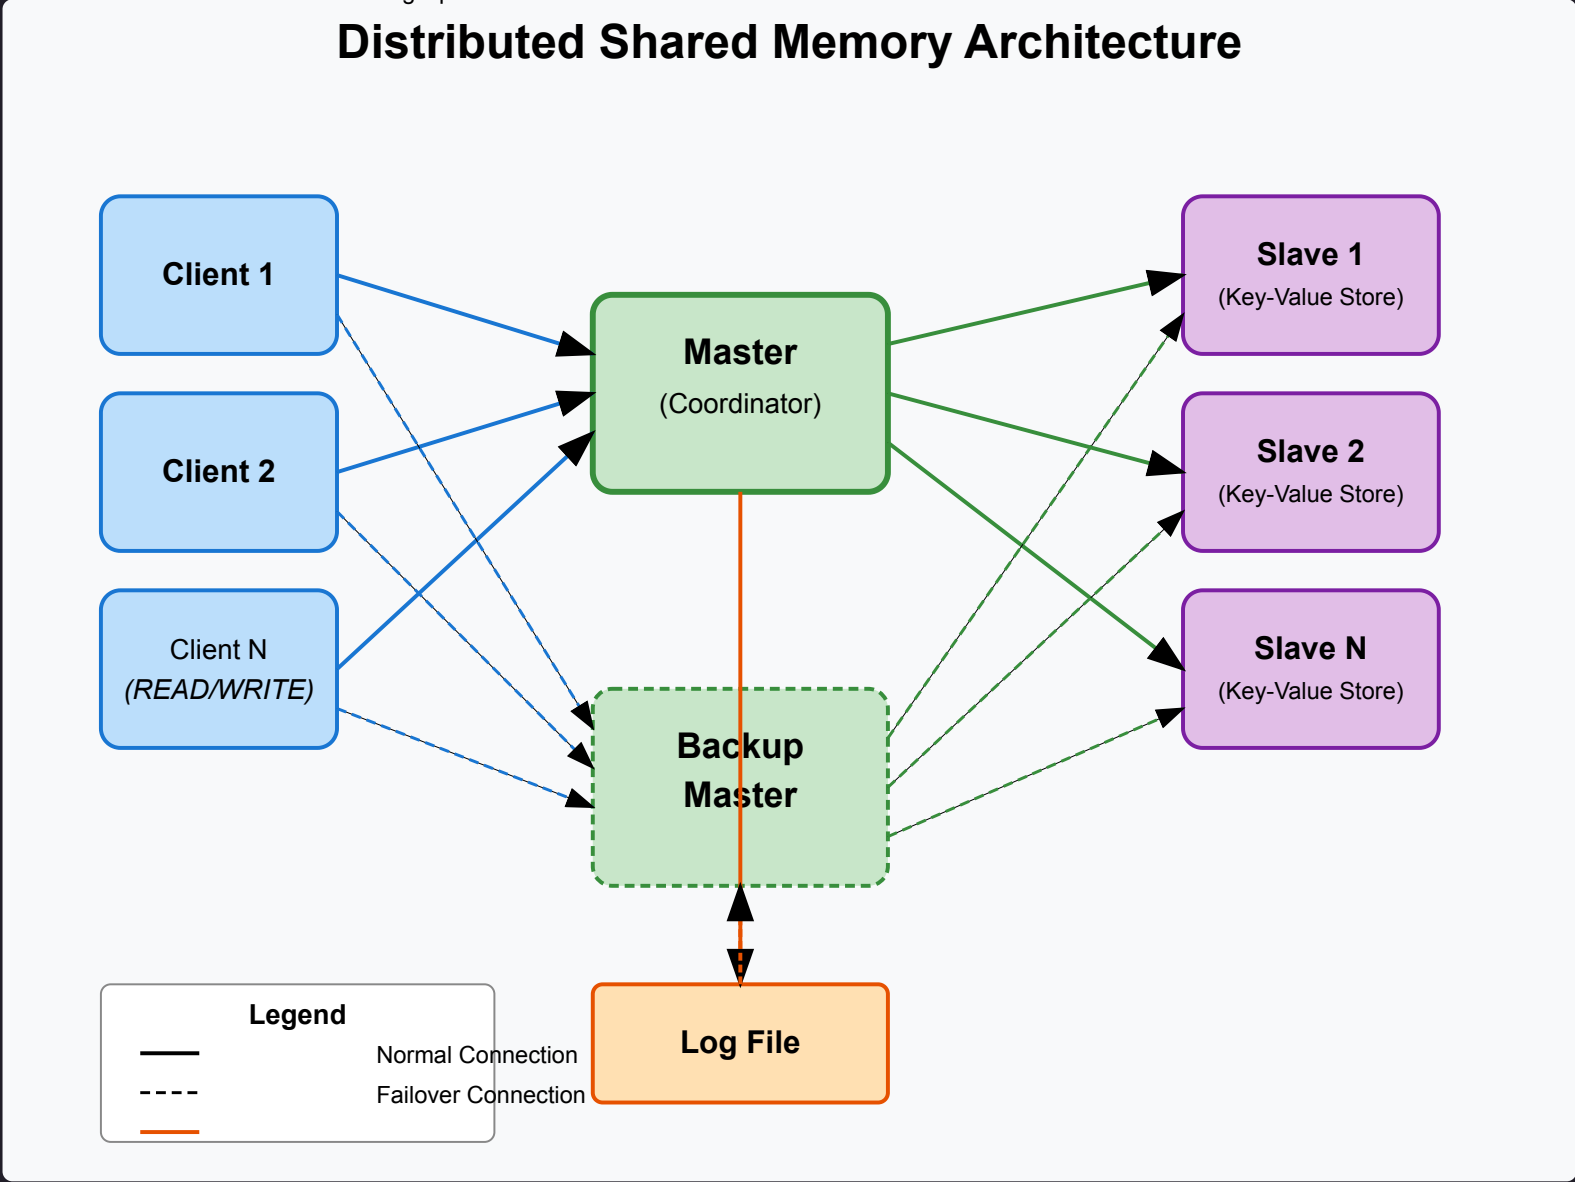 Distributed Shared Memory Architecture
Client 1
Client 2
Client N
(READ/WRITE)
Master
(Coordinator)
Backup
Master
Slave 1
(Key-Value Store)
Slave 2
(Key-Value Store)
Slave N
(Key-Value Store)
Log File
Legend
Normal Connection
Failover Connection